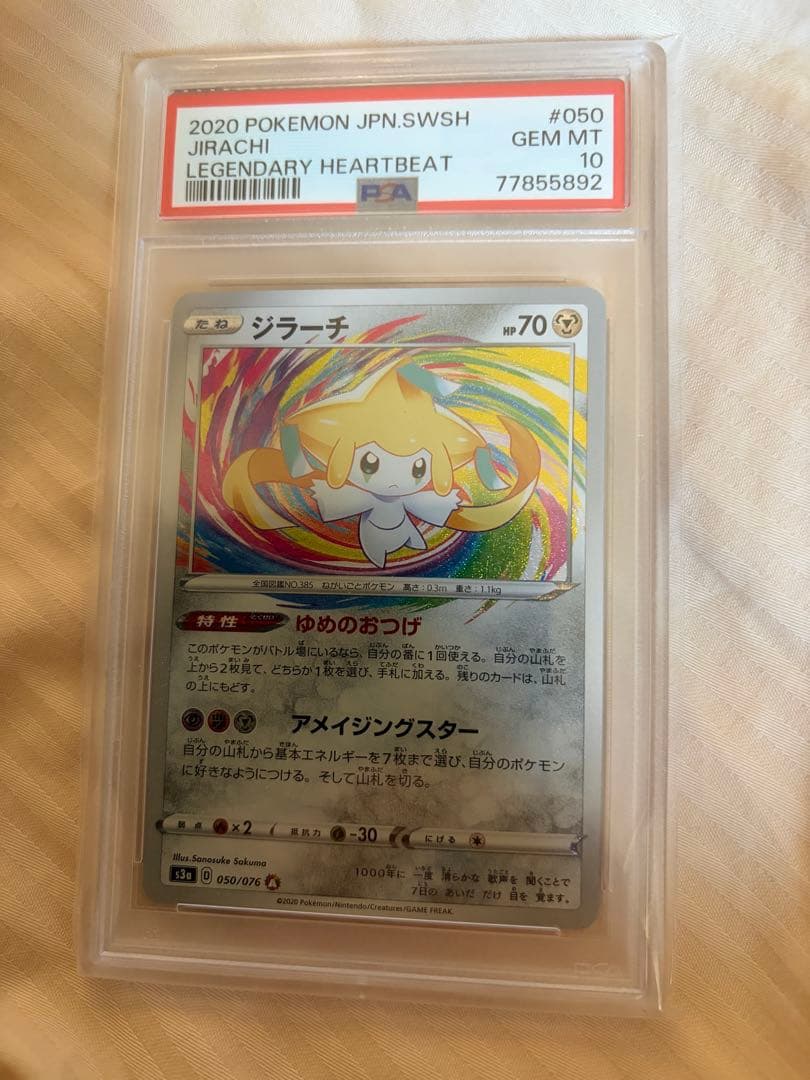 2020 POKEMON JPN.SWSH #050
JIRACHI GEM MT
LEGENDARY HEARTBEAT 10
PSA 77855892
たね ジラーチ HP70
全国図鑑NO.385 ねがいごとポケモン 高さ:0.3m 重さ:1.1kg
特性 とくせい ゆめのおつげ
このポケモンがバトル場にいるなら、自分の番に1回使える。自分の山札を
上から2枚見て、どちらか1枚を選び、手札に加える。残りのカードは、山札
の上にもどす。
アメイジングスター
自分の山札から基本エネルギーを7枚まで選び、自分のポケモン
に好きなようにつける。そして山札を切る。
弱点 ×2 抵抗力 -30 にげる
Illus.Sanosuke Sakuma
s3a D 050/076 A
1000年に 一度 清らかな 歌声を 聞くことで
7日の あいだ だけ 目を 覚ます。
©2020 Pokémon/Nintendo/Creatures/GAME FREAK.